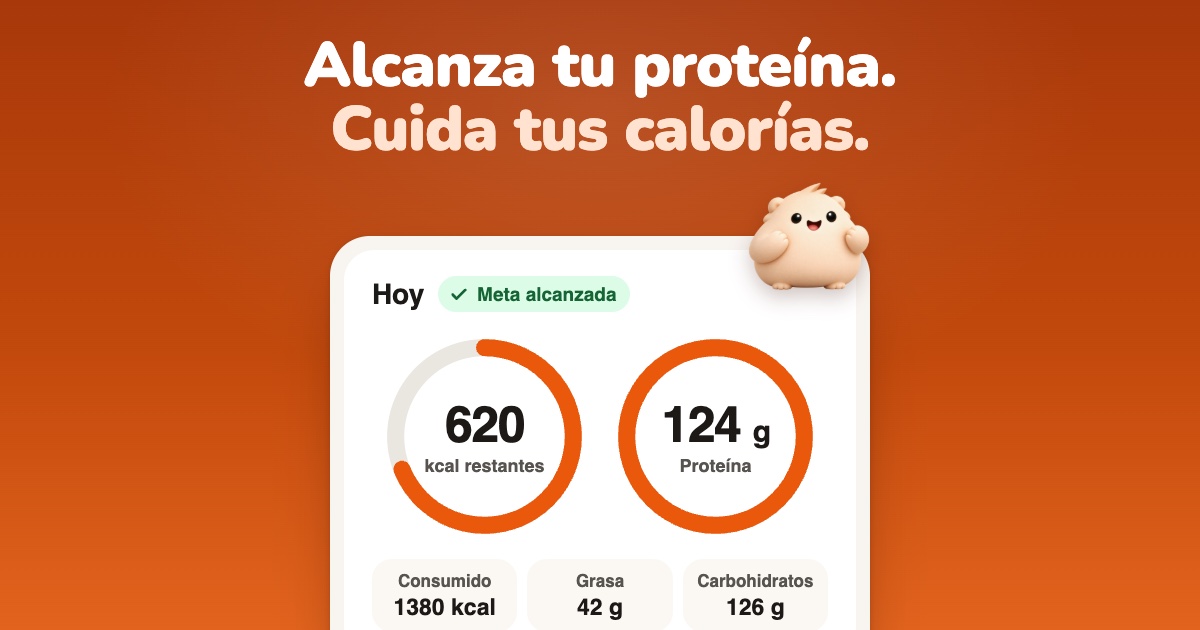 Alcanza tu proteína.
Cuida tus calorías.
Hoy
Meta alcanzada
620
kcal restantes
124 g
Proteína
Consumido
1380 kcal
Grasa
42 g
Carbohidratos
126 g